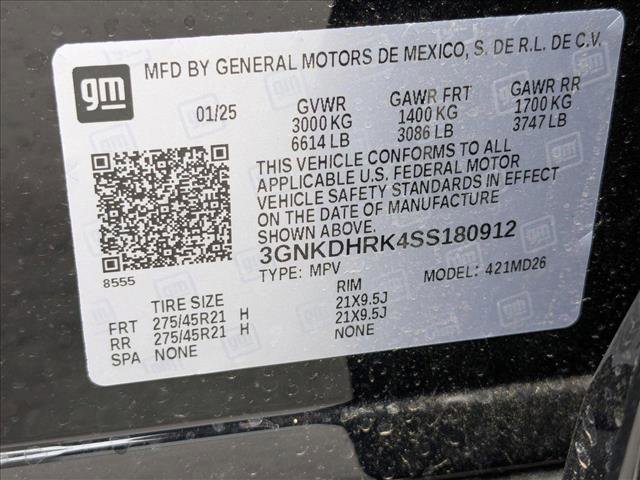 gm
MFD BY GENERAL MOTORS DE MEXICO, S. DE R.L. DE C.V.
01/25 GVWR GAWR FRT GAWR RR
3000 KG 1400 KG 1700 KG
6614 LB 3086 LB 3747 LB
THIS VEHICLE CONFORMS TO ALL
APPLICABLE U.S. FEDERAL MOTOR
VEHICLE SAFETY STANDARDS IN EFFECT
ON THE DATE OF MANUFACTURE
SHOWN ABOVE.
3GNKDHRK4SS180912
8555
TYPE: MPV MODEL: 421MD26
TIRE SIZE RIM
FRT 275/45R21 H 21X9.5J
RR 275/45R21 H 21X9.5J
SPA NONE NONE